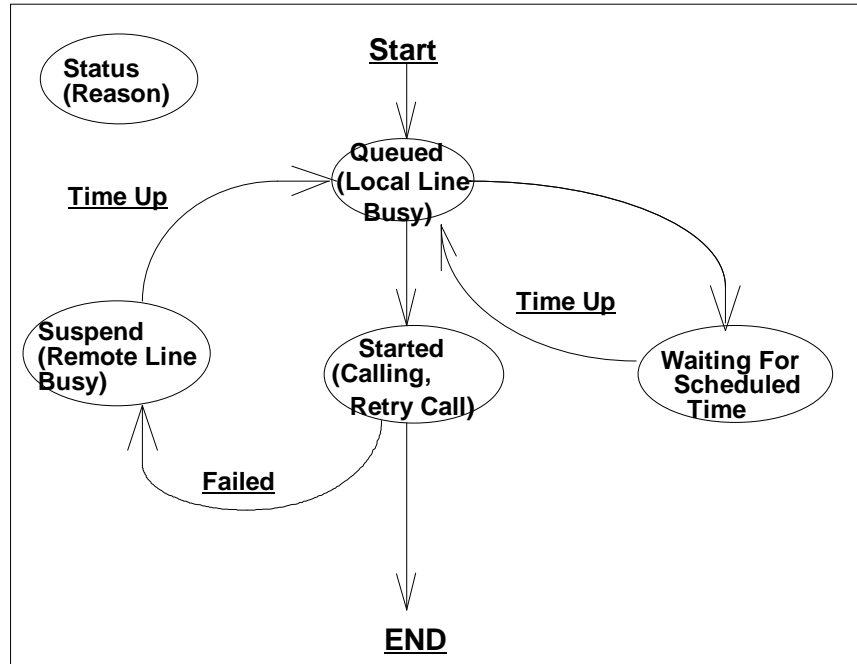 Start
Status
(Reason)
Queued
(Local Line
Busy)
Time Up
Time Up
Suspend
(Remote Line
Busy)
Started
(Calling,
Retry Call)
Waiting For
Scheduled
Time
Failed
END